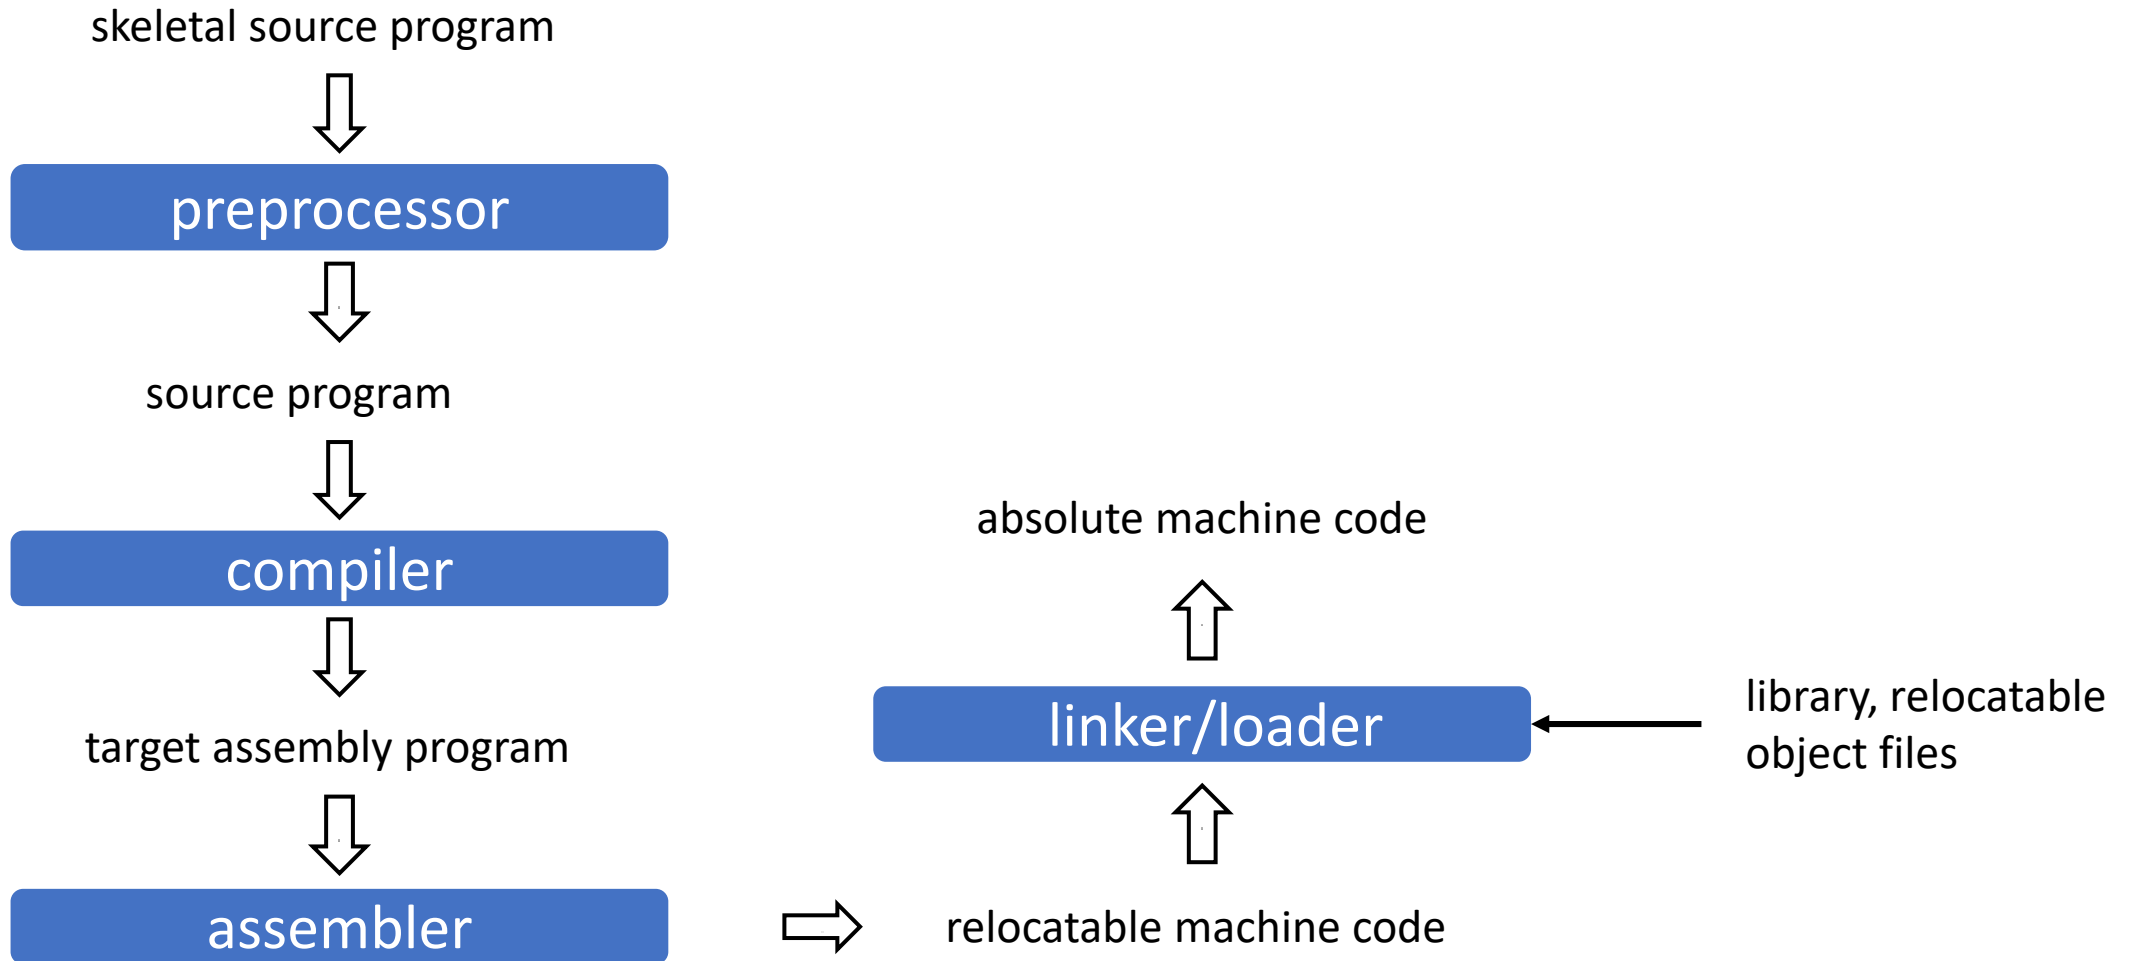 skeletal source program
preprocessor
source program
compiler
target assembly program
assembler
relocatable machine code
linker/loader
library, relocatable
object files
absolute machine code